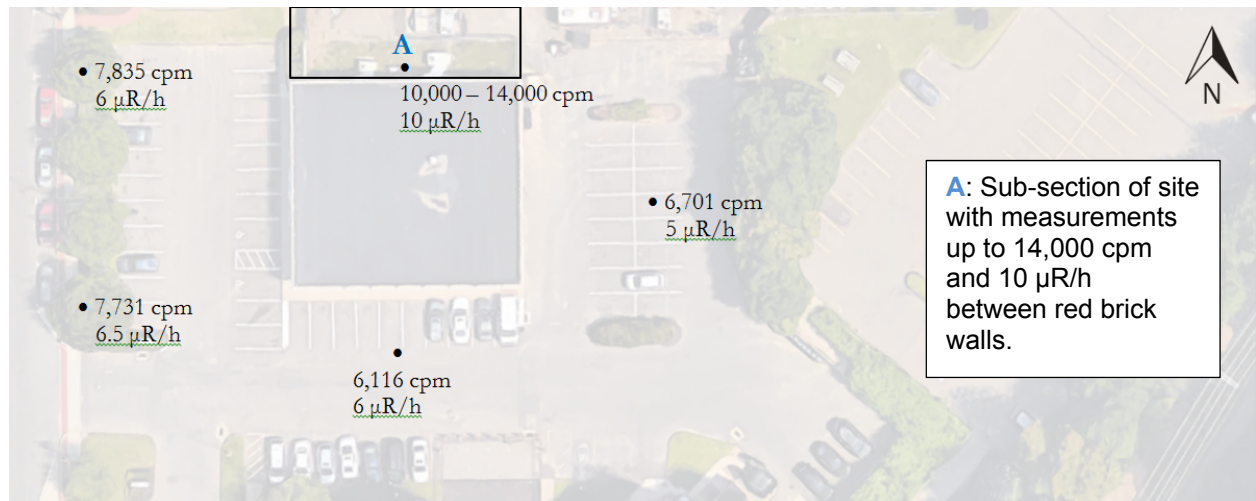 A
7,835 cpm
6 µR/h
10,000 – 14,000 cpm
10 µR/h
N
A: Sub-section of site
with measurements
up to 14,000 cpm
and 10 µR/h
between red brick
walls.
6,701 cpm
5 µR/h
7,731 cpm
6.5 µR/h
6,116 cpm
6 µR/h